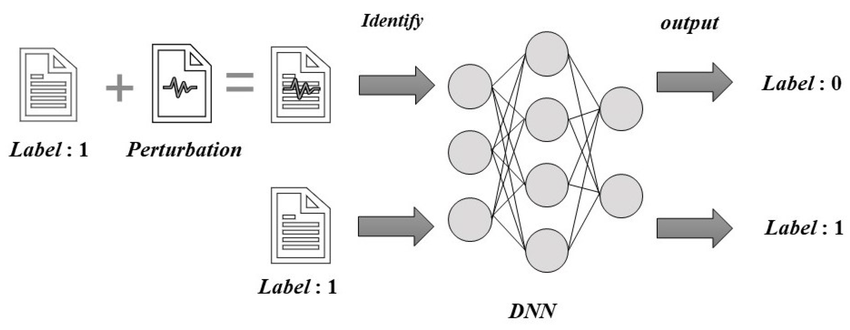 Identify
output
Label : 0
Label : 1
Perturbation
Label : 1
Label : 1
DNN